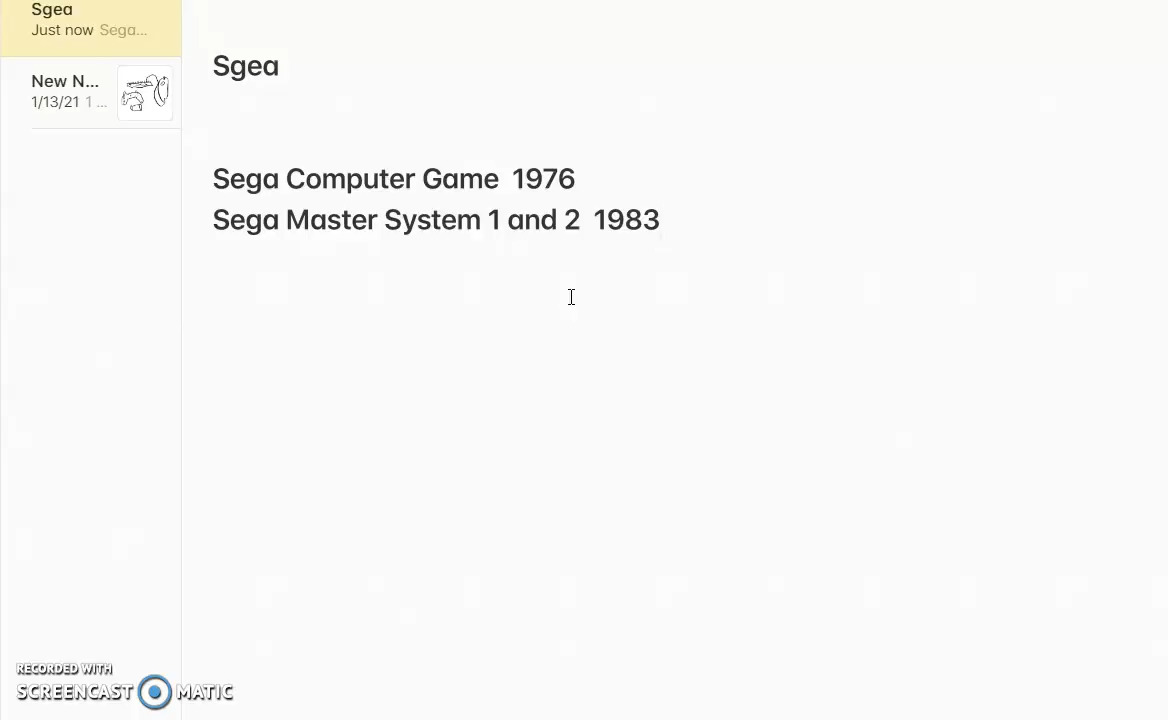 Sgea
Just now Sega...
New N...
1/13/21 1 ...
Sgea
Sega Computer Game 1976
Sega Master System 1 and 2 1983
RECORDED WITH
SCREENCAST MATIC